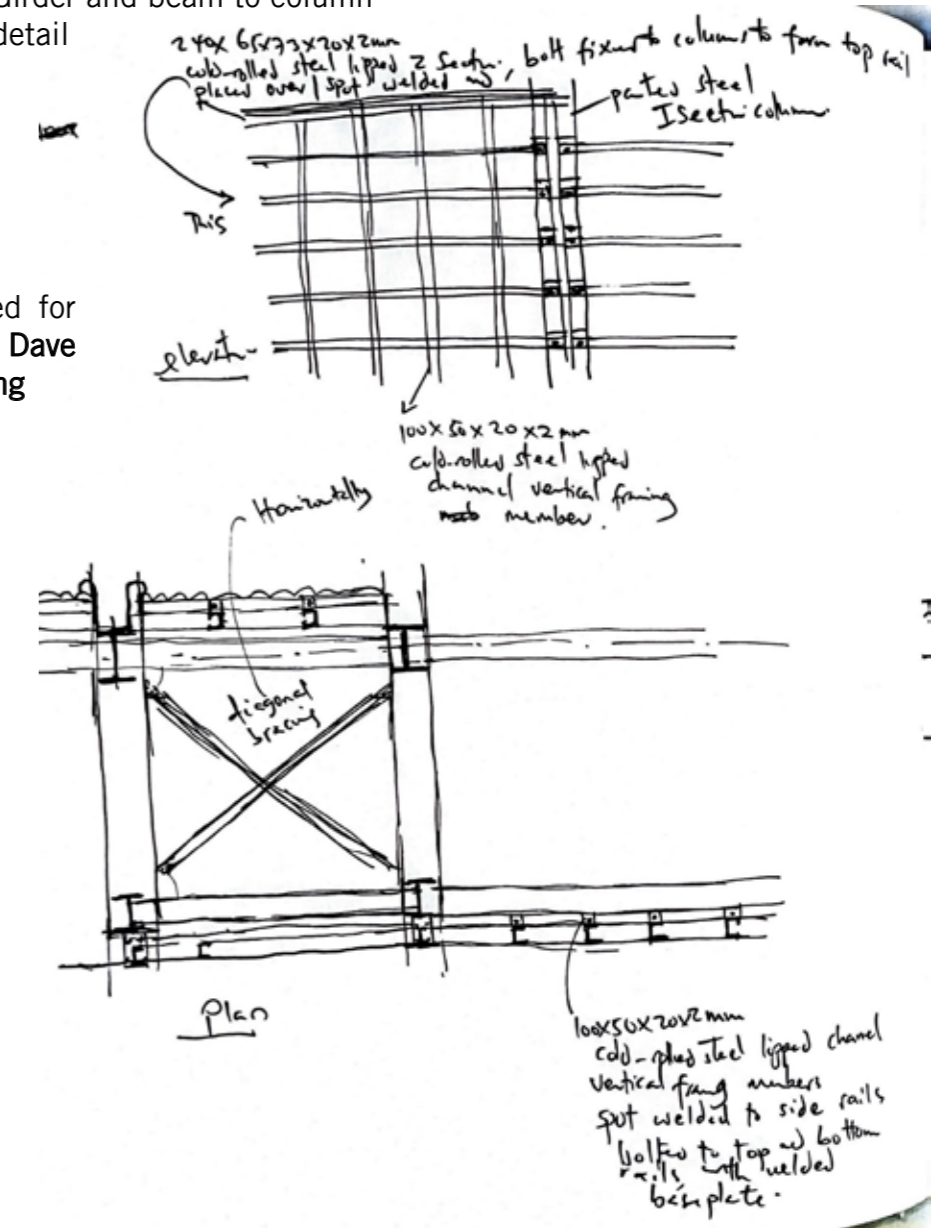 Girder and beam to column
detail
240x 65x73x20x2mm
cold-rolled steel lipped Z Section, bolt fixed to columns to form top rail
placed over / spot welded
painted steel
I Section column
This
ed for
Dave
ng
elevation
100x50x20x2mm
cold-rolled steel lipped
channel vertical framing
member.
Horizontally
diagonal
bracing
Plan
100x50x20x2mm
cold-rolled steel lipped channel
vertical framing members
spot welded to side rails
bolted to top and bottom
rails with welded
baseplate.